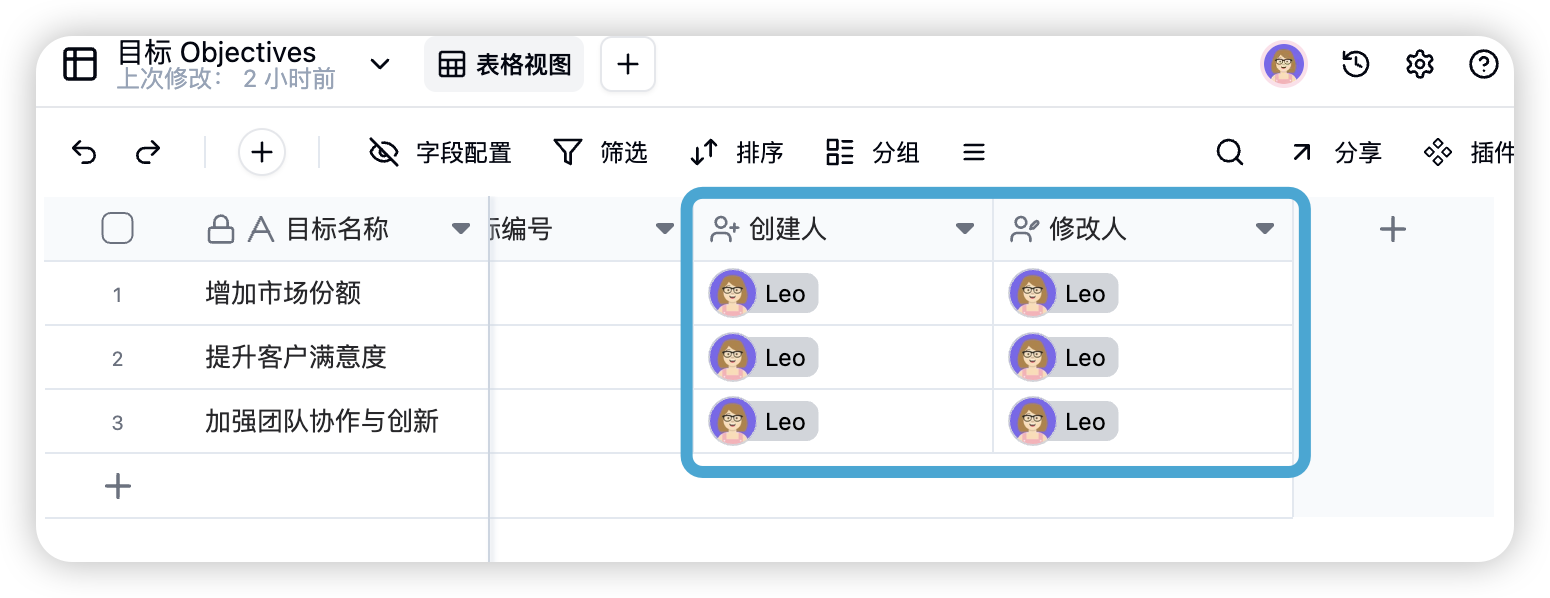 目标 Objectives
上次修改： 2 小时前
表格视图
字段配置 筛选 排序 分组 分享 插件
目标名称 标编号 创建人 修改人
1 增加市场份额 Leo Leo
2 提升客户满意度 Leo Leo
3 加强团队协作与创新 Leo Leo